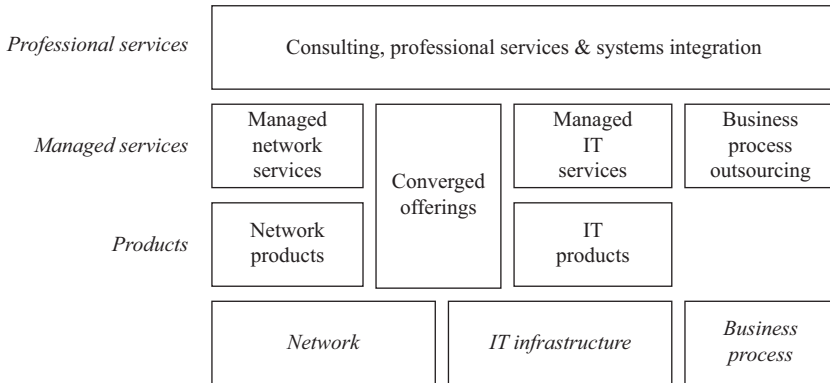 Professional services
Consulting, professional services & systems integration
Managed services
Managed
network
services
Converged
offerings
Managed
IT
services
Business
process
outsourcing
Products
Network
products
IT
products
Network
IT infrastructure
Business
process